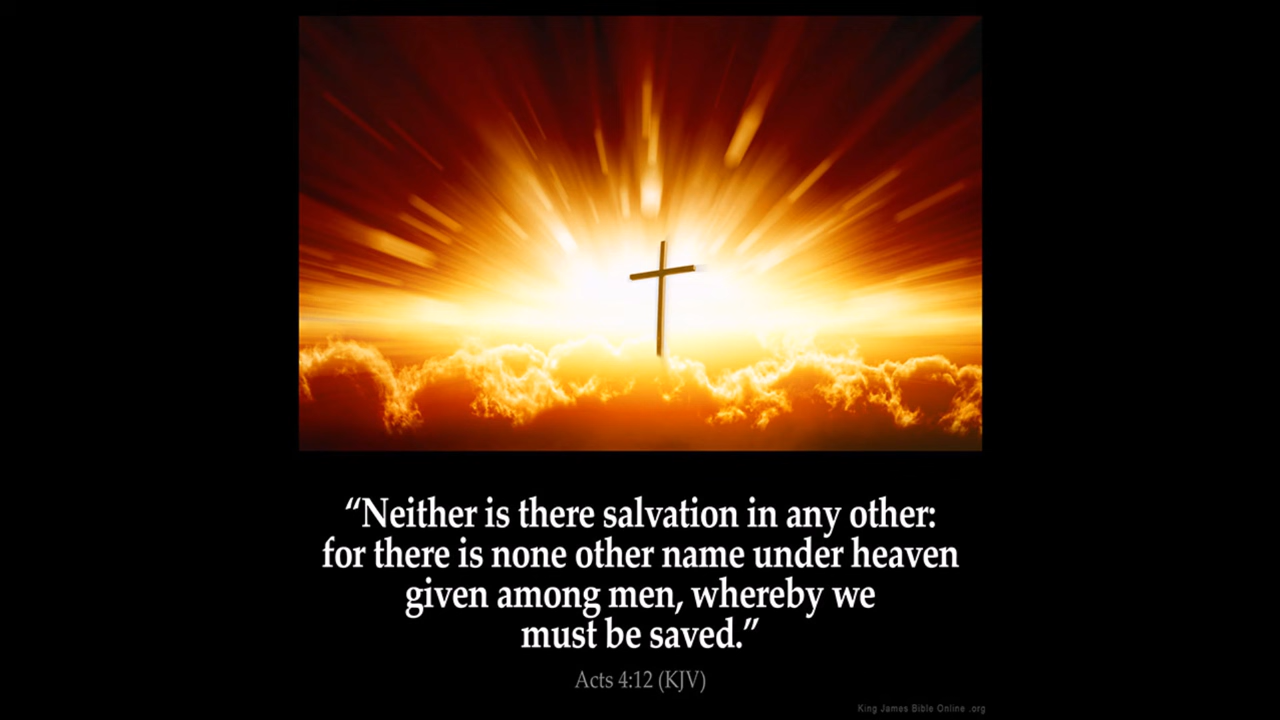 “Neither is there salvation in any other:
for there is none other name under heaven
given among men, whereby we
must be saved.”
Acts 4:12 (KJV)
King James Bible Online .org